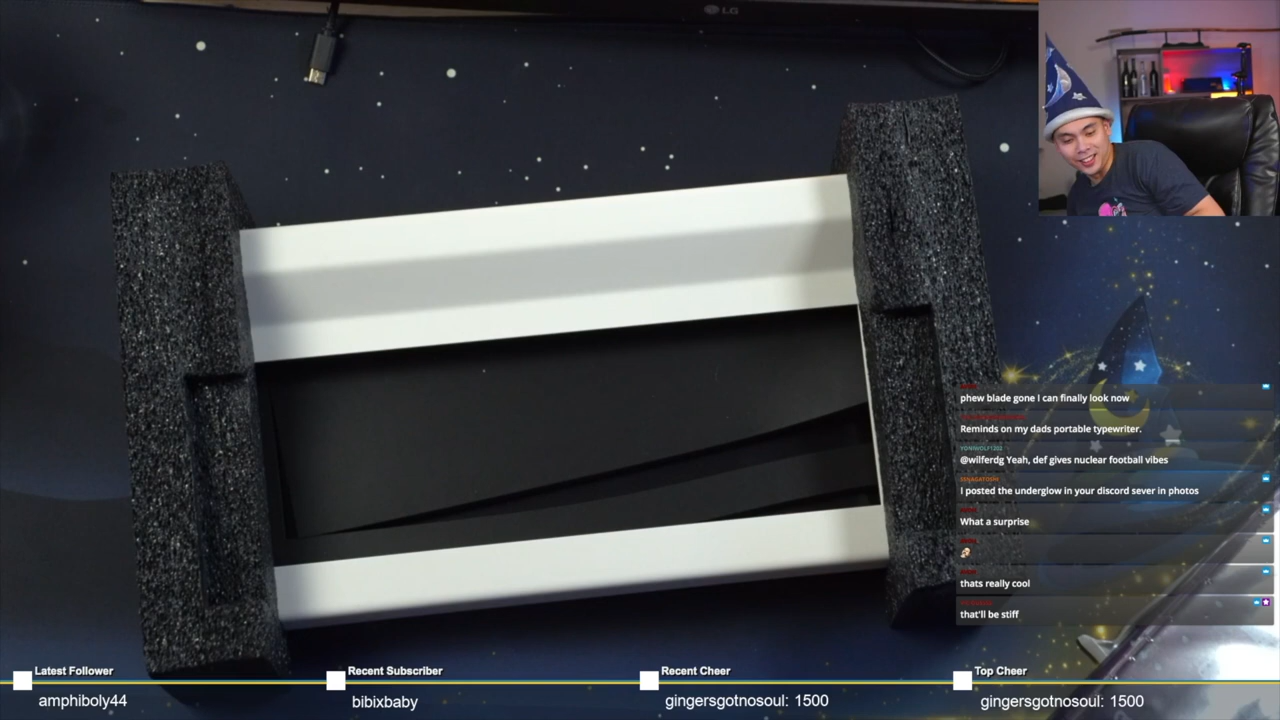 LG
phew blade gone I can finally look now
Reminds on my dads portable typewriter.
@wilferdg Yeah, def gives nuclear football vibes
I posted the underglow in your discord sever in photos
What a surprise
thats really cool
that'll be stiff
Latest Follower
amphiboly44
Recent Subscriber
bibixbaby
Recent Cheer
gingersgotnosoul: 1500
Top Cheer
gingersgotnosoul: 1500